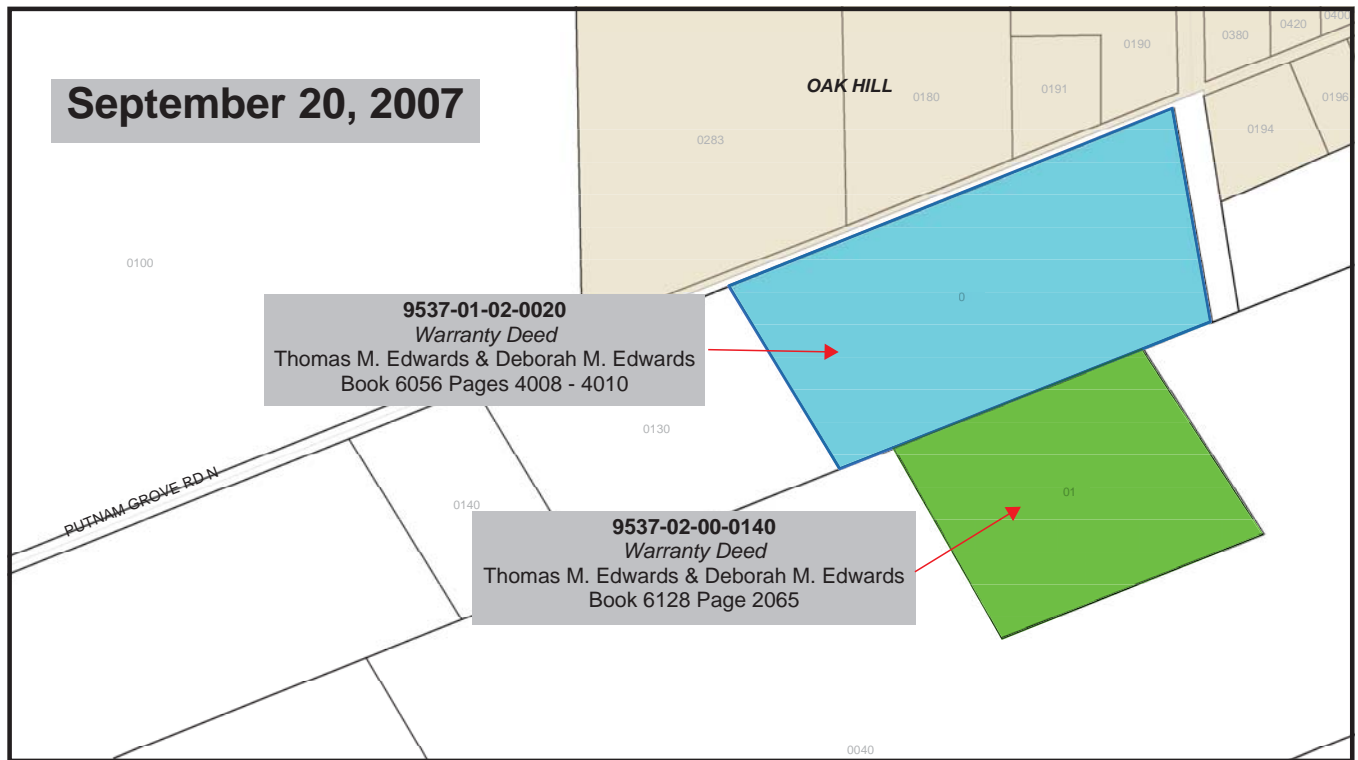 September 20, 2007
OAK HILL
0380
0420
0400
0190
0191
0180
0196
0194
0283
0100
0
9537-01-02-0020
Warranty Deed
Thomas M. Edwards & Deborah M. Edwards
Book 6056 Pages 4008 - 4010
0130
PUTNAM GROVE RD N
0140
01
9537-02-00-0140
Warranty Deed
Thomas M. Edwards & Deborah M. Edwards
Book 6128 Page 2065
0040